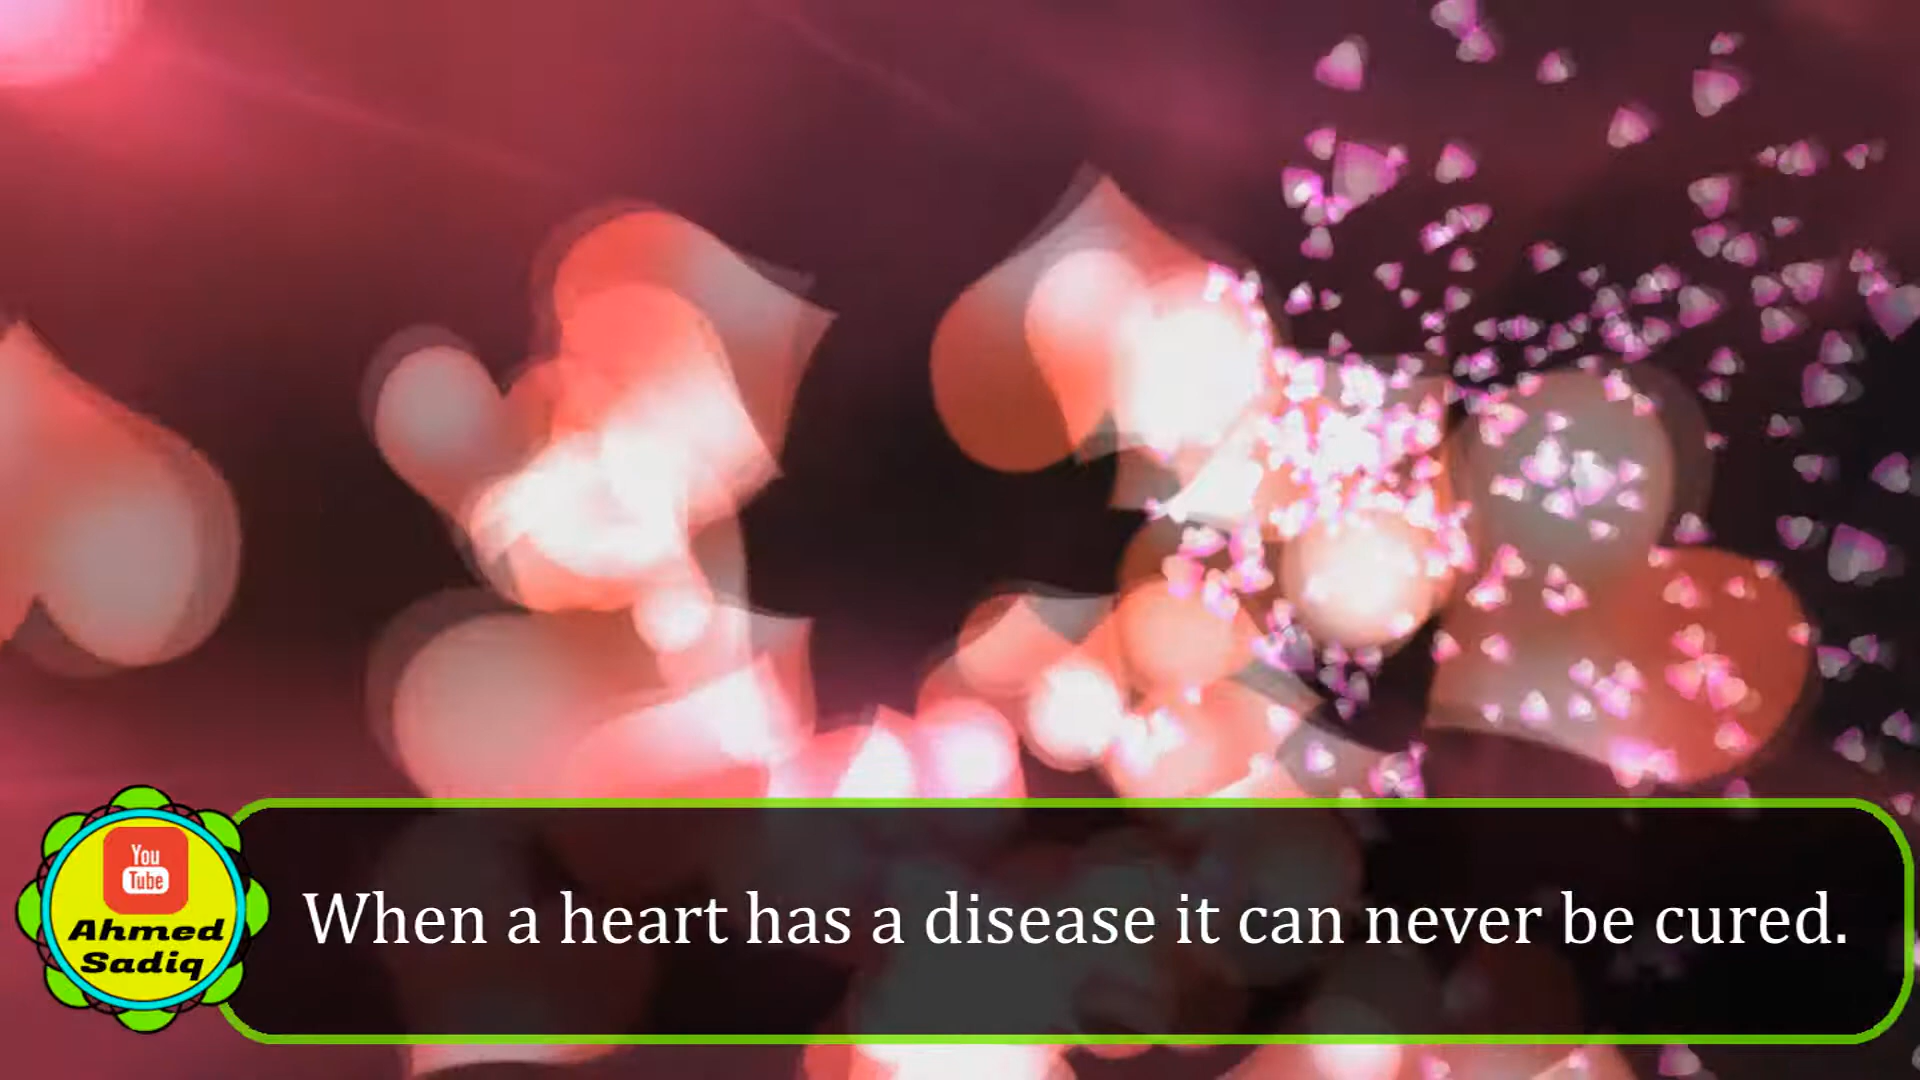 You
Tube
Ahmed
Sadiq
When a heart has a disease it can never be cured.